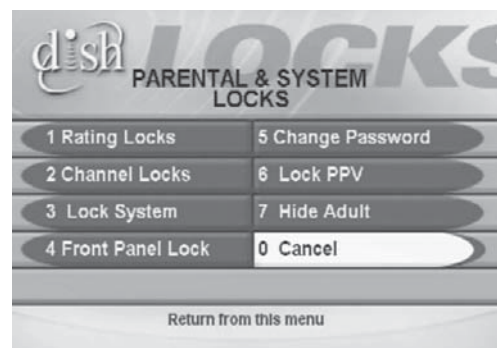 LOCKS
dish
PARENTAL & SYSTEM
LOCKS
1 Rating Locks
5 Change Password
2 Channel Locks
6 Lock PPV
3 Lock System
7 Hide Adult
4 Front Panel Lock
0 Cancel
Return from this menu